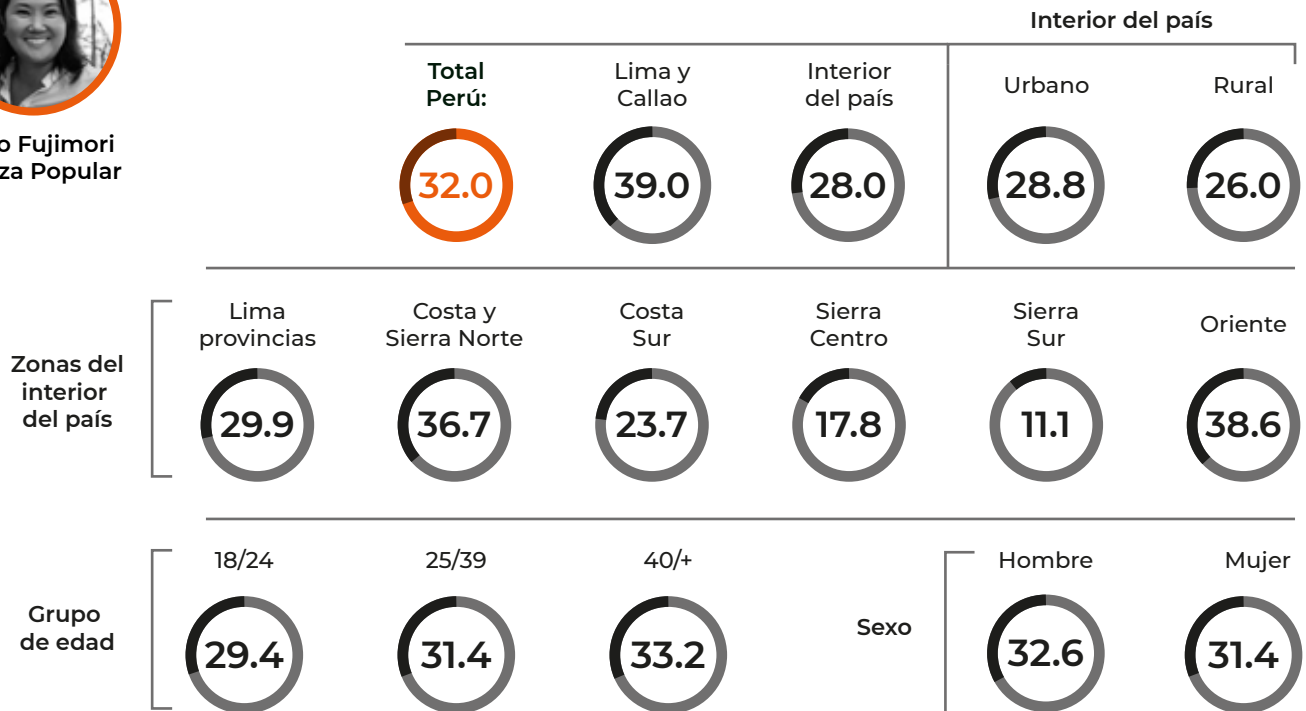 Interior del país
Total
Perú:
Lima y
Callao
Interior
del país
Urbano
Rural
o Fujimori
za Popular
32.0
39.0
28.0
28.8
26.0
Zonas del
interior
del país
Lima
provincias
Costa y
Sierra Norte
Costa
Sur
Sierra
Centro
Sierra
Sur
Oriente
29.9
36.7
23.7
17.8
11.1
38.6
Grupo
de edad
18/24
25/39
40/+
29.4
31.4
33.2
Sexo
Hombre
Mujer
32.6
31.4